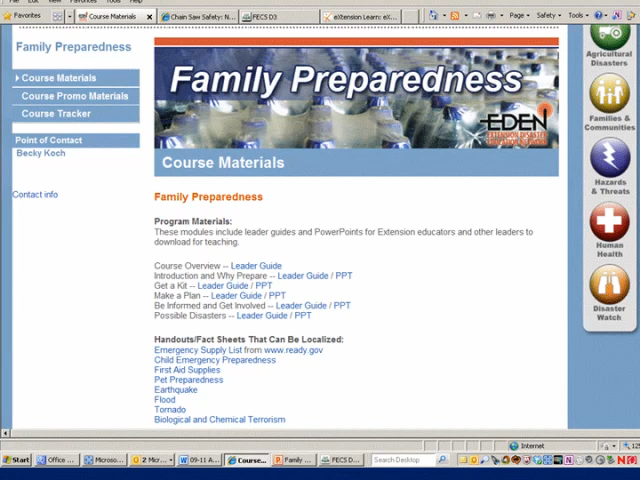 Favorites
Course Materials
Chain Saw Safety: N...
FECS D3
eXtension Learn: eX...
Page
Safety
Tools
Family Preparedness
Course Materials
Course Promo Materials
Course Tracker
Point of Contact
Becky Koch
Contact info
Family Preparedness
EDEN
EXTENSION DISASTER
EDUCATION NETWORK
Course Materials
Family Preparedness
Program Materials:
These modules include leader guides and PowerPoints for Extension educators and other leaders to
download for teaching.
Course Overview -- Leader Guide
Introduction and Why Prepare -- Leader Guide / PPT
Get a Kit -- Leader Guide / PPT
Make a Plan -- Leader Guide / PPT
Be Informed and Get Involved -- Leader Guide / PPT
Possible Disasters -- Leader Guide / PPT
Handouts/Fact Sheets That Can Be Localized:
Emergency Supply List from www.ready.gov
Child Emergency Preparedness
First Aid Supplies
Pet Preparedness
Earthquake
Flood
Tornado
Biological and Chemical Terrorism
Agricultural
Disasters
Families &
Communities
Hazards
& Threats
Human
Health
Disaster
Watch
Internet
Start
Office ...
Microso...
2 Micr...
09-11 A...
Course...
Family ...
FECS D...
Search Desktop